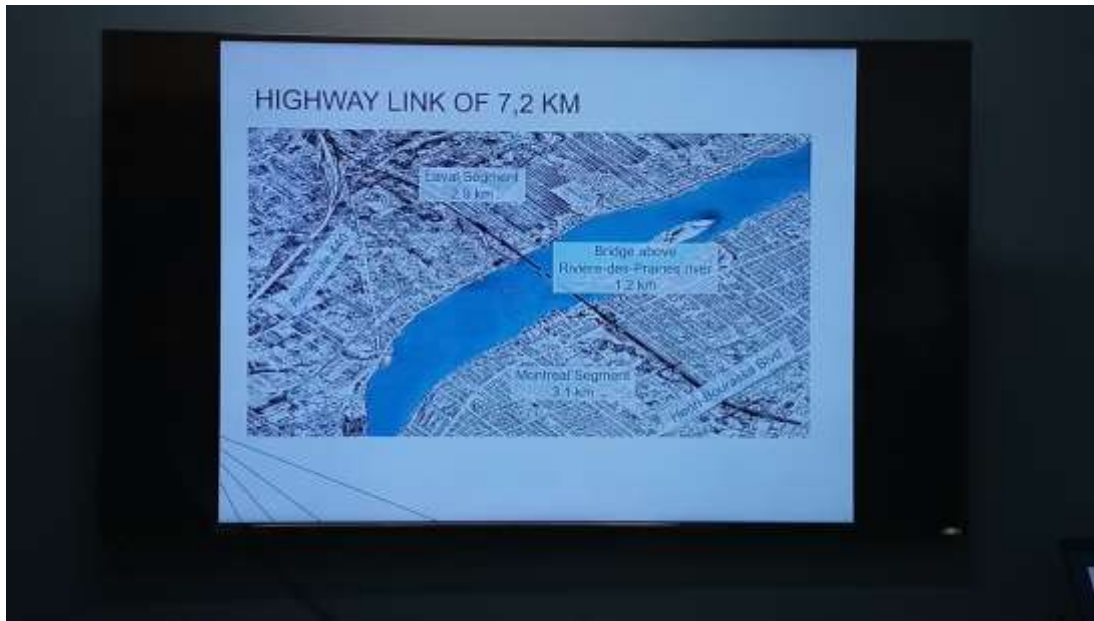 HIGHWAY LINK OF 7,2 KM
Laval Segment
2.9 km
Bridge above
Rivière-des-Prairies river
1.2 km
Montreal Segment
3.1 km
Henri Bourassa Blvd